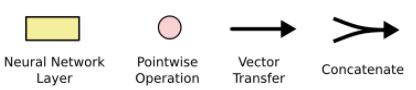 Neural Network
Layer
Pointwise
Operation
Vector
Transfer
Concatenate